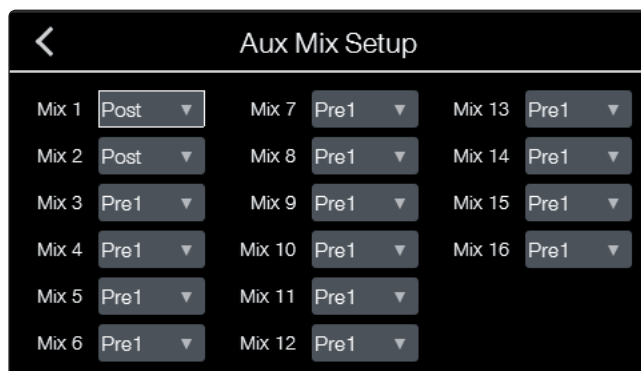 Aux Mix Setup
Mix 1 Post Mix 7 Pre1 Mix 13 Pre1
Mix 2 Post Mix 8 Pre1 Mix 14 Pre1
Mix 3 Pre1 Mix 9 Pre1 Mix 15 Pre1
Mix 4 Pre1 Mix 10 Pre1 Mix 16 Pre1
Mix 5 Pre1 Mix 11 Pre1
Mix 6 Pre1 Mix 12 Pre1